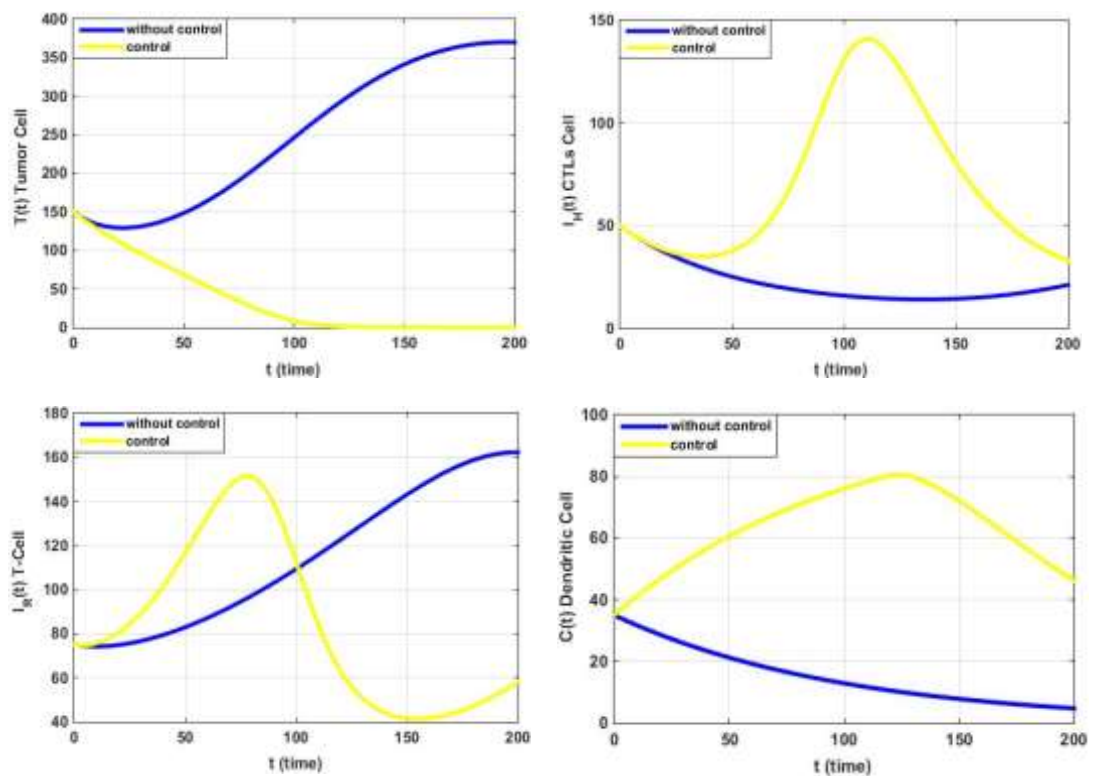 400
350
300
250
200
150
100
50
0
T(t) Tumor Cell
without control
control
0 50 100 150 200
t (time)
150
100
50
0
I_H(t) CTLs Cell
without control
control
0 50 100 150 200
t (time)
180
160
140
120
100
80
60
40
I_R(t) T-Cell
without control
control
0 50 100 150 200
t (time)
100
80
60
40
20
0
C(t) Dendritic Cell
without control
control
0 50 100 150 200
t (time)